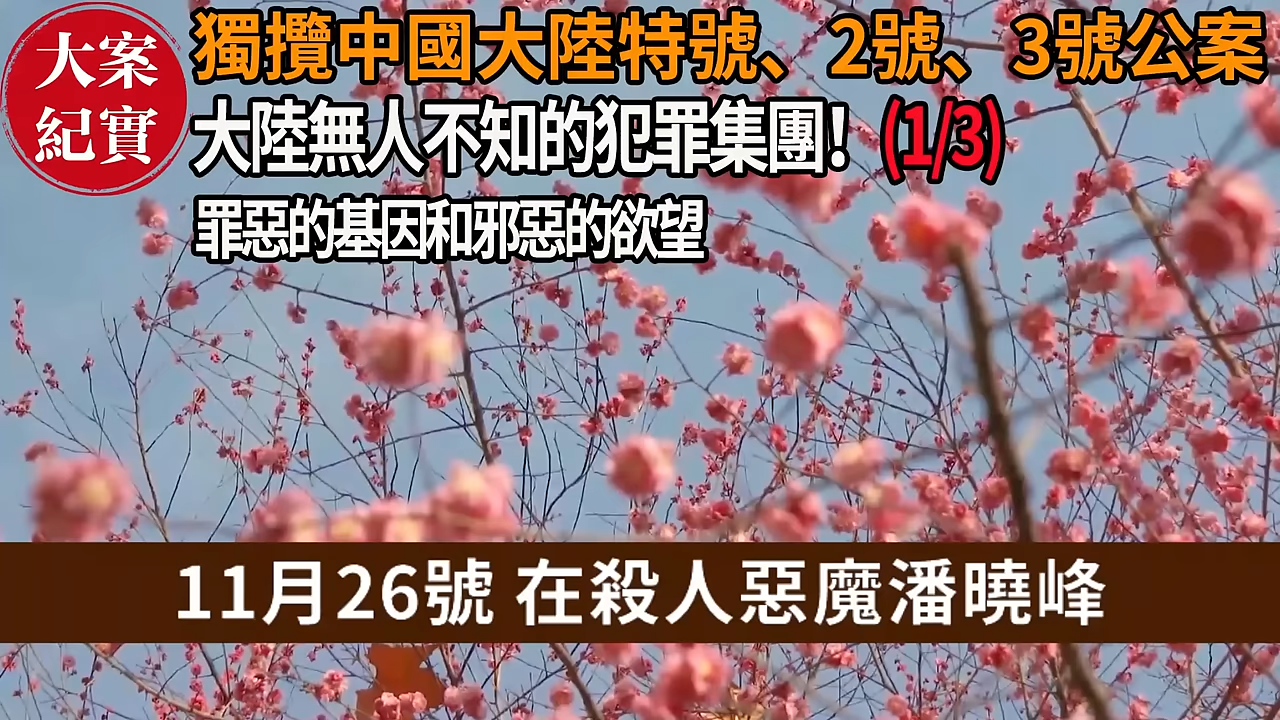 大案
紀實
獨攬中國大陸特號、2號、3號公案
大陸無人不知的犯罪集團！(1/3)
罪惡的基因和邪惡的欲望
11月26號 在殺人惡魔潘曉峰